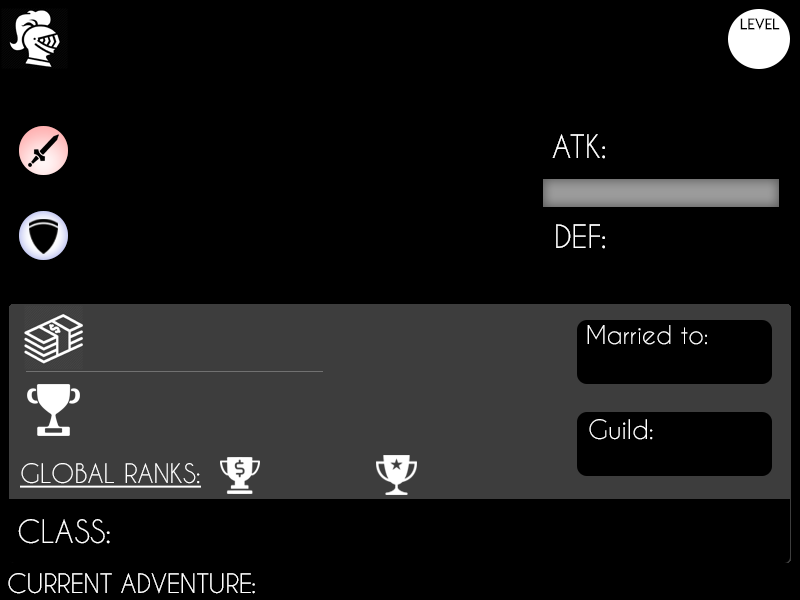 LEVEL
ATK:
DEF:
Married to:
Guild:
GLOBAL RANKS:
CLASS:
CURRENT ADVENTURE: